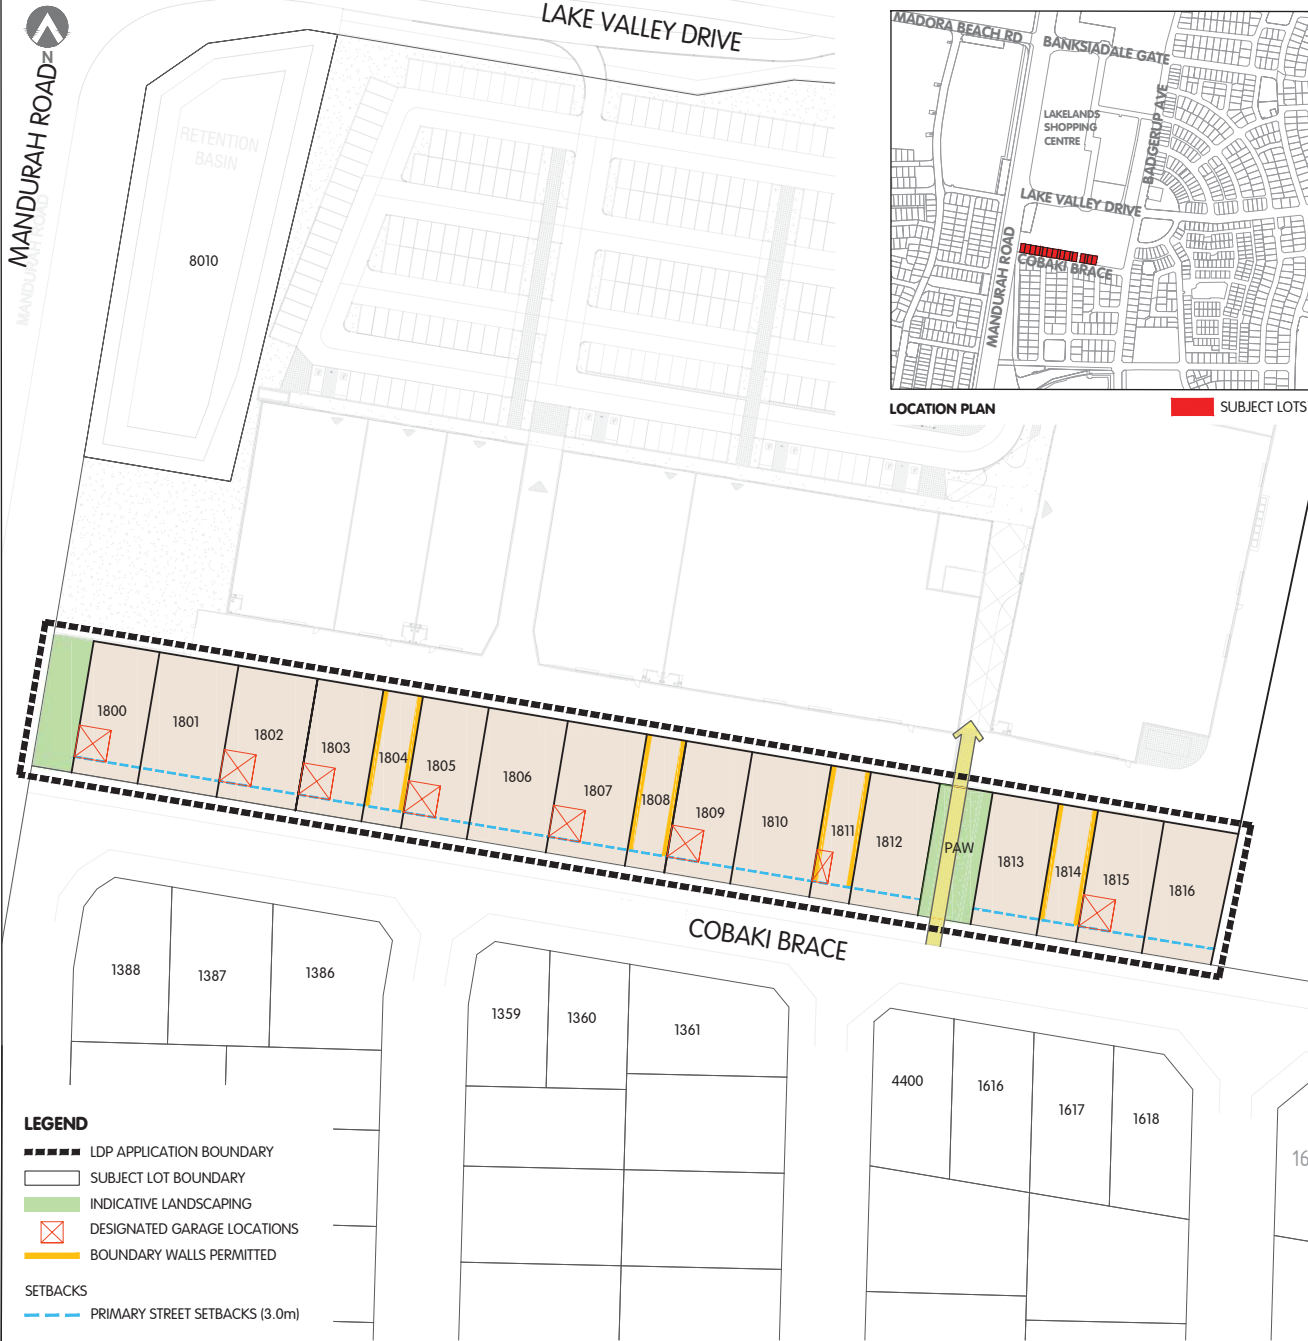 N
MANDURAH ROAD
MANDURAH ROAD
LAKE VALLEY DRIVE
RETENTION
BASIN
8010
MADORA BEACH RD
BANKSIADALE GATE
LAKELANDS
SHOPPING
CENTRE
BADGERUP AVE
LAKE VALLEY DRIVE
MANDURAH ROAD
COBAKI BRACE
LOCATION PLAN
SUBJECT LOTS
1800
1801
1802
1803
1804
1805
1806
1807
1808
1809
1810
1811
1812
PAW
1813
1814
1815
1816
COBAKI BRACE
1388
1387
1386
1359
1360
1361
4400
1616
1617
1618
16
LEGEND
LDP APPLICATION BOUNDARY
SUBJECT LOT BOUNDARY
INDICATIVE LANDSCAPING
DESIGNATED GARAGE LOCATIONS
BOUNDARY WALLS PERMITTED
SETBACKS
PRIMARY STREET SETBACKS (3.0m)